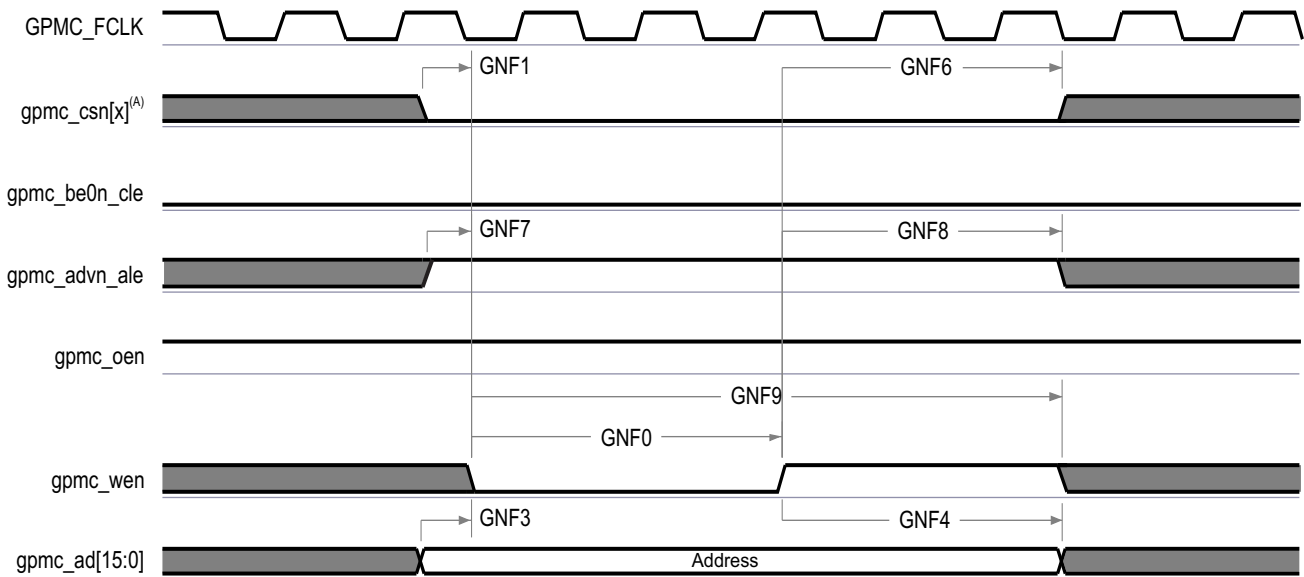 GPMC_FCLK
GNF1
GNF6
gpmc_csn[x](A)
gpmc_be0n_cle
GNF7
GNF8
gpmc_advn_ale
gpmc_oen
GNF9
GNF0
gpmc_wen
GNF3
GNF4
gpmc_ad[15:0]
Address